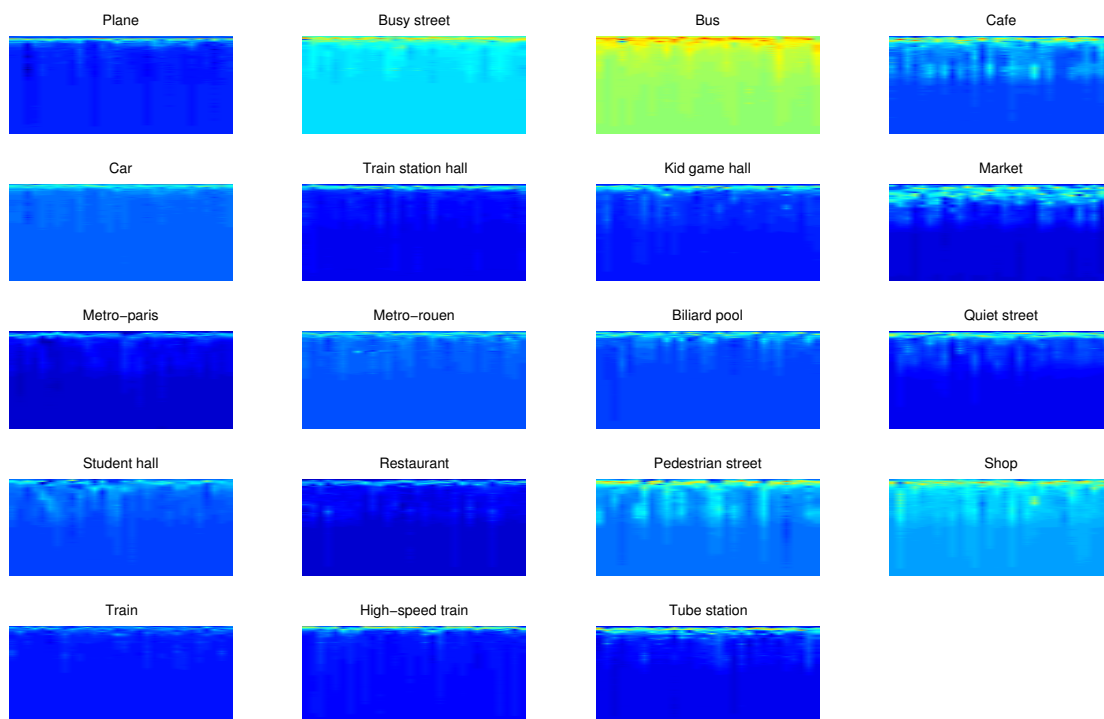 Plane
Busy street
Bus
Cafe
Car
Train station hall
Kid game hall
Market
Metro−paris
Metro−rouen
Biliard pool
Quiet street
Student hall
Restaurant
Pedestrian street
Shop
Train
High−speed train
Tube station